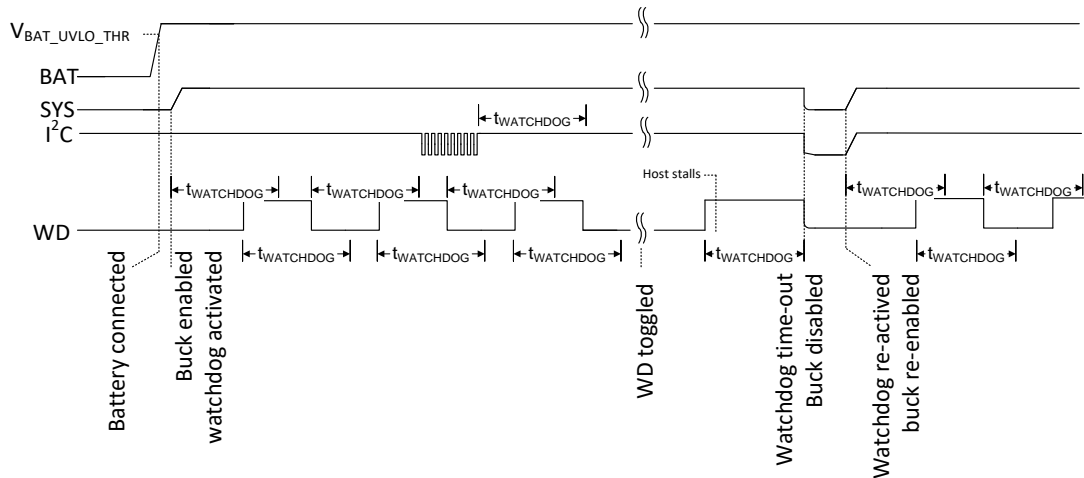 VBAT_UVLO_THR
BAT
SYS
I²C
tWATCHDOG
Host stalls
tWATCHDOG
tWATCHDOG
tWATCHDOG
tWATCHDOG
tWATCHDOG
WD
tWATCHDOG
tWATCHDOG
tWATCHDOG
tWATCHDOG
tWATCHDOG
Battery connected
Buck enabled
watchdog activated
WD toggled
Watchdog time-out
Buck disabled
Watchdog re-actived
buck re-enabled